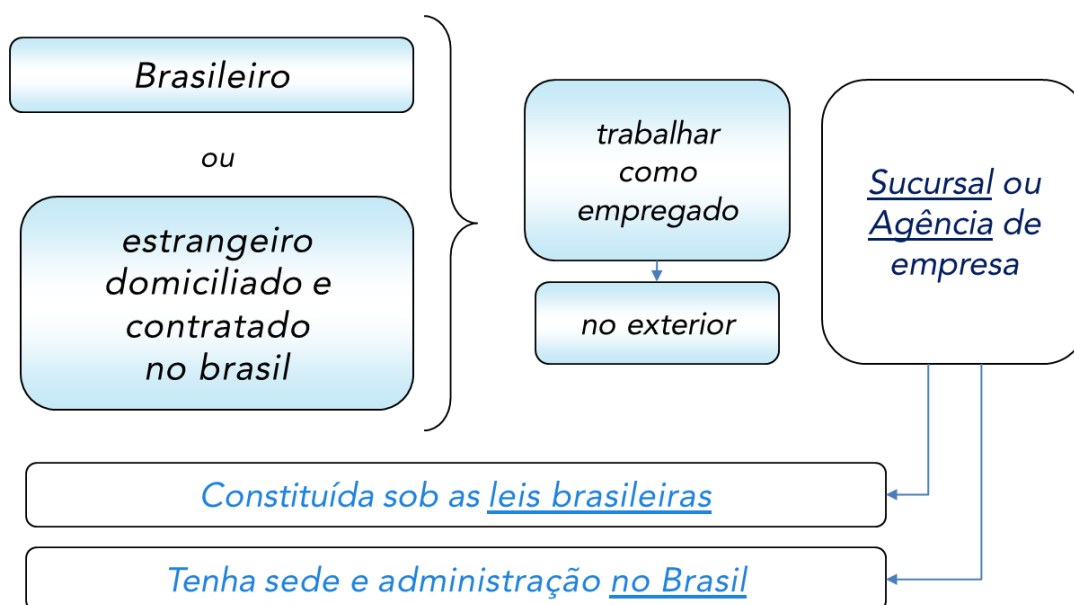 Brasileiro
ou
estrangeiro
domiciliado e
contratado
no brasil
trabalhar
como
empregado
no exterior
Sucursal ou
Agência de
empresa
Constituída sob as leis brasileiras
Tenha sede e administração no Brasil